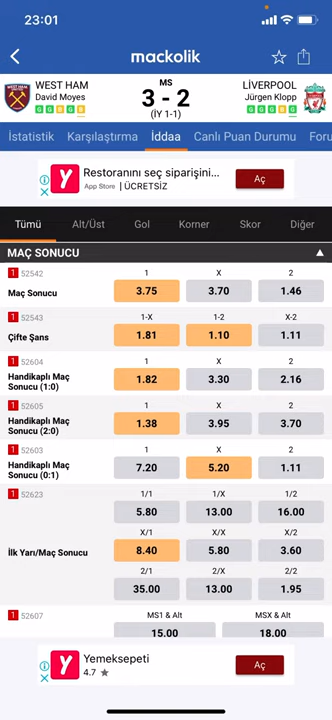 23:01
mackolik
WEST HAM
David Moyes
G G B G B
MS
3 - 2
(İY 1-1)
LİVERPOOL
Jürgen Klopp
İstatistik Karşılaştırma İddaa Canlı Puan Durumu Foru
Restoranını seç siparişini...
App Store | ÜCRETSİZ
Aç
Tümü Alt/Üst Gol Korner Skor Diğer
MAÇ SONUCU
1 52542 1 X 2
Maç Sonucu 3.75 3.70 1.46
1 52543 1-X 1-2 X-2
Çifte Şans 1.81 1.10 1.11
1 52604 1 X 2
Handikaplı Maç
Sonucu (1:0) 1.82 3.30 2.16
1 52605 1 X 2
Handikaplı Maç
Sonucu (2:0) 1.38 3.95 3.70
1 52603 1 X 2
Handikaplı Maç
Sonucu (0:1) 7.20 5.20 1.11
1 52623 1/1 1/X 1/2
5.80 13.00 16.00
X/1 X/X X/2
İlk Yarı/Maç Sonucu 8.40 5.80 3.60
2/1 2/X 2/2
35.00 13.00 1.95
1 52607 MS1 & Alt MSX & Alt
15.00 18.00
Yemeksepeti
4.7 ★
Aç